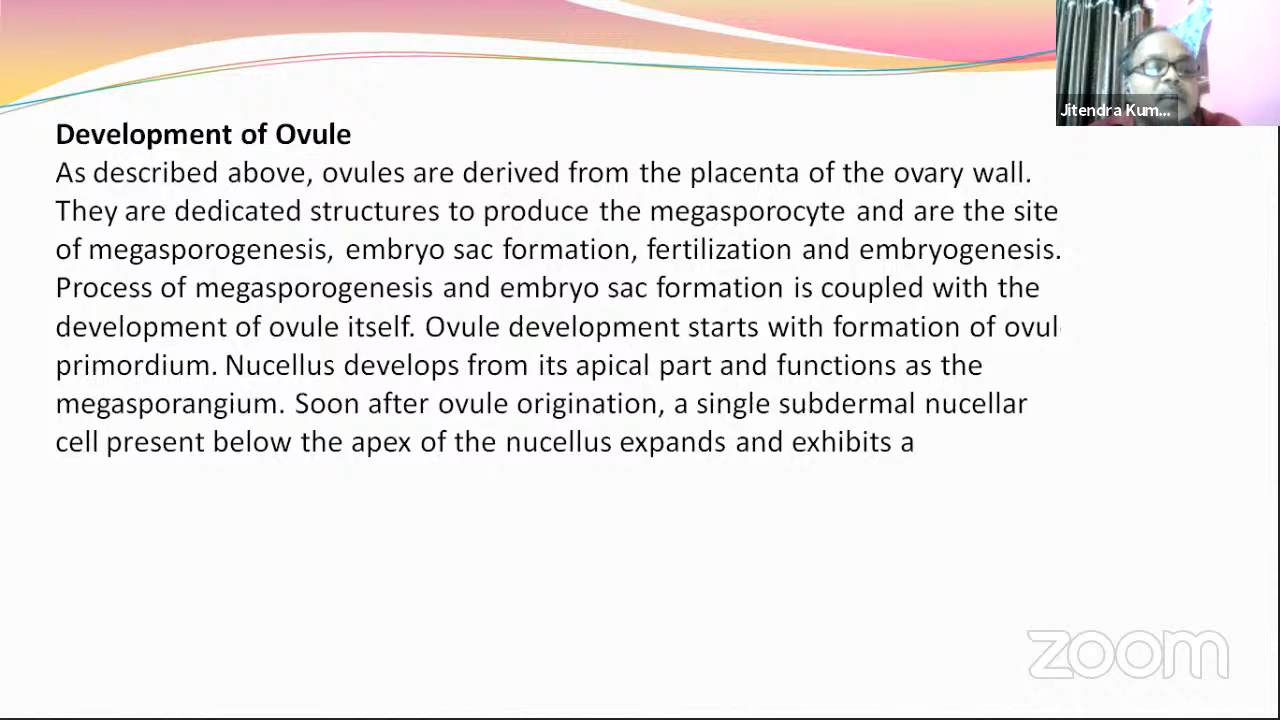 Jitendra Kum...
Development of Ovule
As described above, ovules are derived from the placenta of the ovary wall.
They are dedicated structures to produce the megasporocyte and are the site
of megasporogenesis, embryo sac formation, fertilization and embryogenesis.
Process of megasporogenesis and embryo sac formation is coupled with the
development of ovule itself. Ovule development starts with formation of ovul
primordium. Nucellus develops from its apical part and functions as the
megasporangium. Soon after ovule origination, a single subdermal nucellar
cell present below the apex of the nucellus expands and exhibits a
zoom